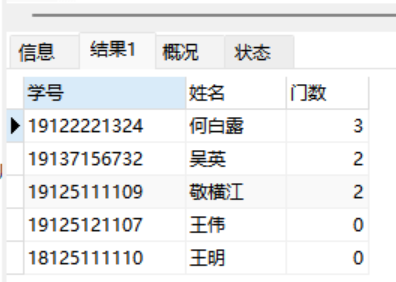 信息 结果1 概况 状态
学号 姓名 门数
19122221324 何白露 3
19137156732 吴英 2
19125111109 敬横江 2
19125121107 王伟 0
18125111110 王明 0